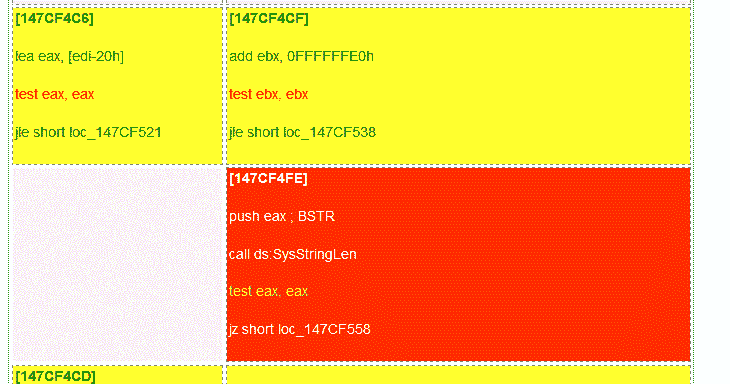 [147CF4C6]
lea eax, [edi-20h]
test eax, eax
jle short loc_147CF521
[147CF4CF]
add ebx, 0FFFFFFE0h
test ebx, ebx
jle short loc_147CF538
[147CF4FE]
push eax ; BSTR
call ds:SysStringLen
test eax, eax
jz short loc_147CF558
[147CF4CD]